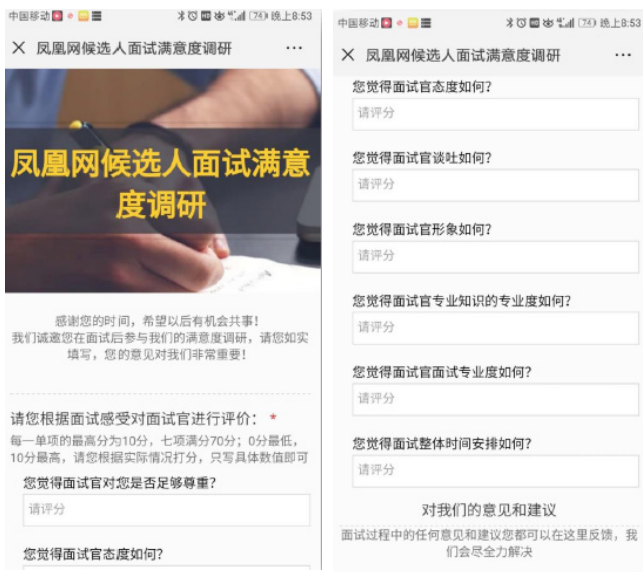 中国移动 74 晚上8:53
凤凰网候选人面试满意度调研
凤凰网候选人面试满意
度调研
感谢您的时间，希望以后有机会共事！
我们诚邀您在面试后参与我们的满意度调研，请您如实
填写，您的意见对我们非常重要！
请您根据面试感受对面试官进行评价： *
每一单项的最高分为10分，七项满分70分；0分最低，
10分最高，请您根据实际情况打分，只写具体数值即可
您觉得面试官对您是否足够尊重？
请评分
您觉得面试官态度如何？
中国移动 74 晚上8:53
凤凰网候选人面试满意度调研
您觉得面试官态度如何？
请评分
您觉得面试官谈吐如何？
请评分
您觉得面试官形象如何？
请评分
您觉得面试官专业知识的专业度如何？
请评分
您觉得面试官面试专业度如何？
请评分
您觉得面试整体时间安排如何？
请评分
对我们的意见和建议
面试过程中的任何意见和建议您都可以在这里反馈，我
们会尽全力解决